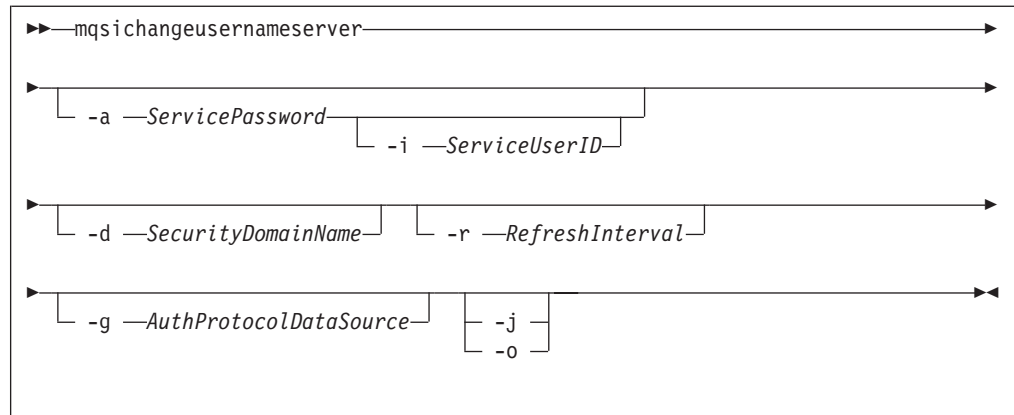 mqsichangeusernameserver
-a ServicePassword
-i ServiceUserID
-d SecurityDomainName -r RefreshInterval
-g AuthProtocolDataSource -j
-o